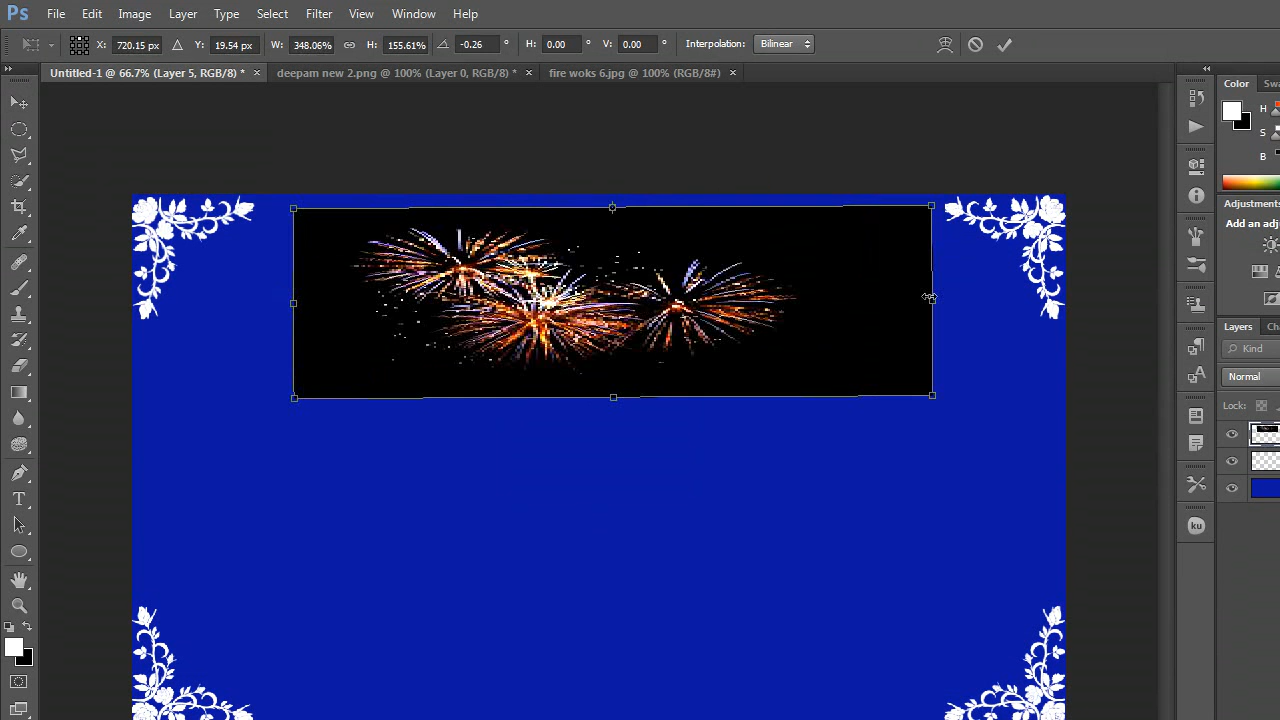 Ps File Edit Image Layer Type Select Filter View Window Help
X: 720.15 px Y: 19.54 px W: 348.06% H: 155.61% -0.26 ° H: 0.00 ° V: 0.00 ° Interpolation: Bilinear
Untitled-1 @ 66.7% (Layer 5, RGB/8) * × deepam new 2.png @ 100% (Layer 0, RGB/8) * × fire woks 6.jpg @ 100% (RGB/8#) ×
Color Swa
H
S
B
Adjustments
Add an adj
Layers Cha
Kind
Normal
Lock:
T
ku